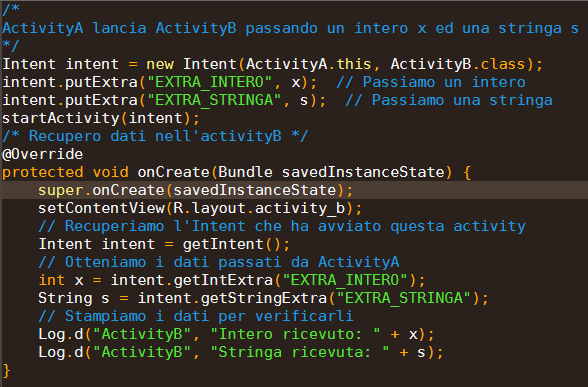 /*
ActivityA lancia ActivityB passando un intero x ed una stringa s
*/
Intent intent = new Intent(ActivityA.this, ActivityB.class);
intent.putExtra("EXTRA_INTERO", x);  // Passiamo un intero
intent.putExtra("EXTRA_STRINGA", s);  // Passiamo una stringa
startActivity(intent);
/* Recupero dati nell'activityB */
@Override
protected void onCreate(Bundle savedInstanceState) {
    super.onCreate(savedInstanceState);
    setContentView(R.layout.activity_b);
    // Recuperiamo l'Intent che ha avviato questa activity
    Intent intent = getIntent();
    // Otteniamo i dati passati da ActivityA
    int x = intent.getIntExtra("EXTRA_INTERO");
    String s = intent.getStringExtra("EXTRA_STRINGA");
    // Stampiamo i dati per verificarli
    Log.d("ActivityB", "Intero ricevuto: " + x);
    Log.d("ActivityB", "Stringa ricevuta: " + s);
}